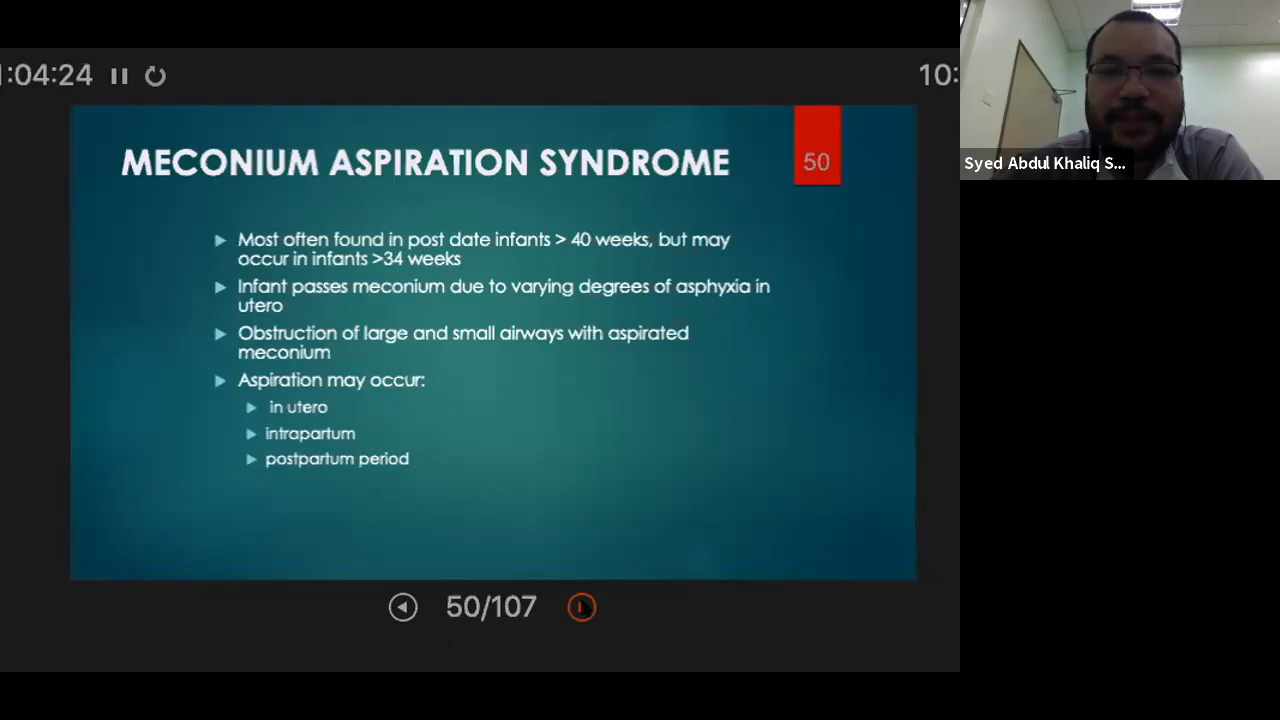 1:04:24
10:
MECONIUM ASPIRATION SYNDROME
50
Most often found in post date infants > 40 weeks, but may
occur in infants >34 weeks
Infant passes meconium due to varying degrees of asphyxia in
utero
Obstruction of large and small airways with aspirated
meconium
Aspiration may occur:
in utero
intrapartum
postpartum period
50/107
Syed Abdul Khaliq S...